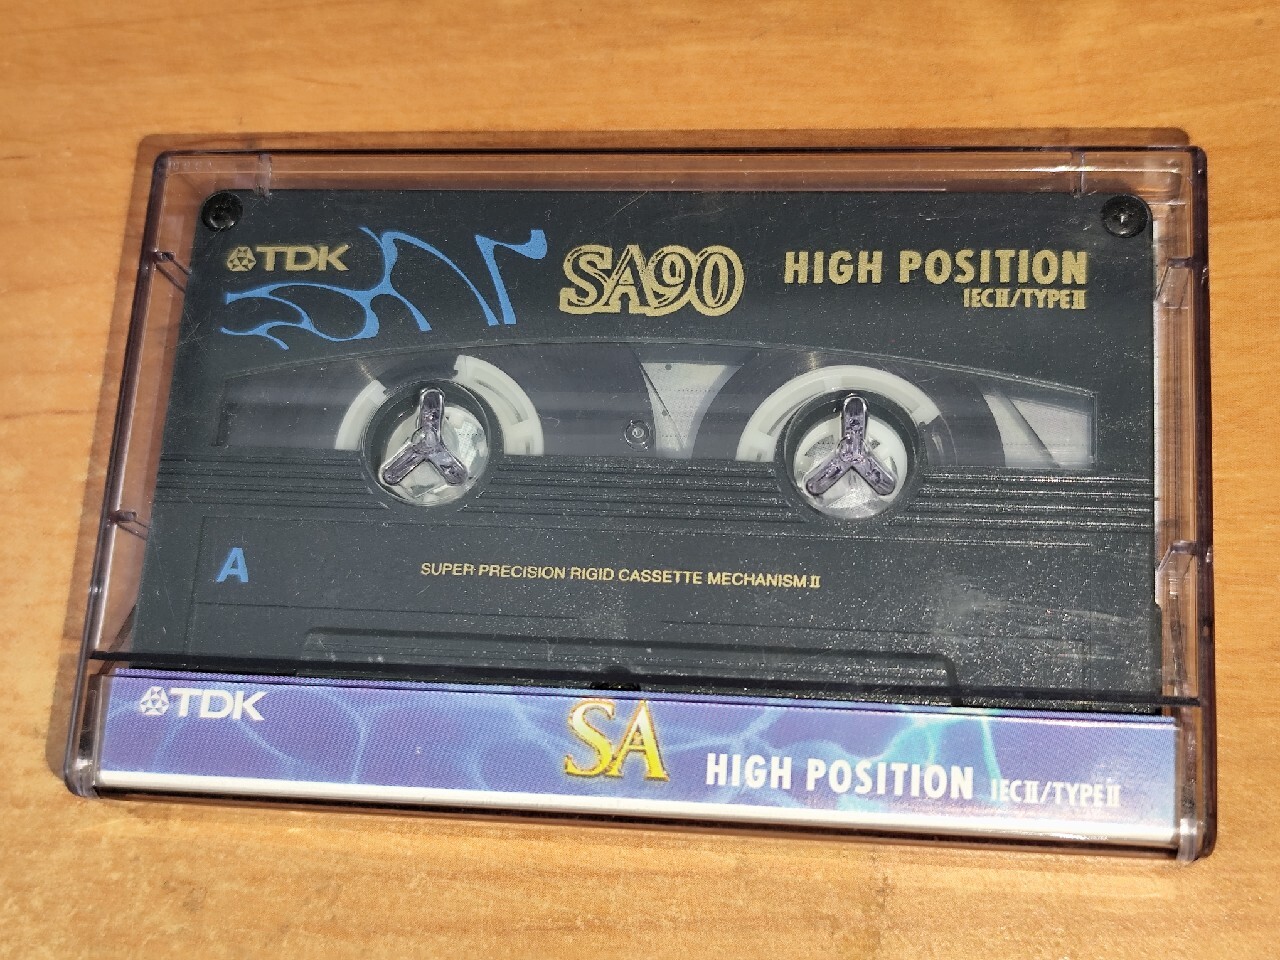 TDK SA90 HIGH POSITION
IECII/TYPEII
A SUPER PRECISION RIGID CASSETTE MECHANISM-II
TDK SA HIGH POSITION IECII/TYPEII